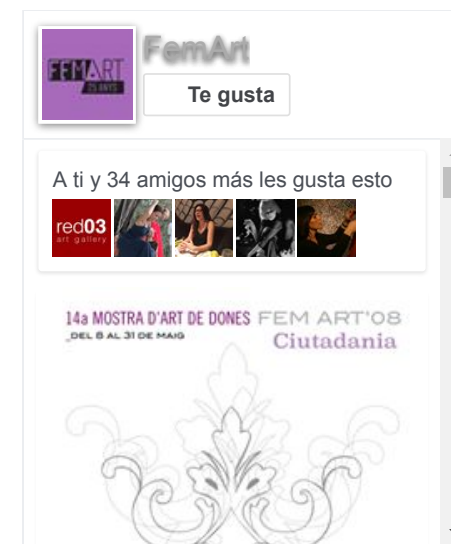 FEMART
25 ANYS
FemArt
Te gusta
A ti y 34 amigos más les gusta esto
red03
art gallery
14a MOSTRA D'ART DE DONES FEM ART'08
_DEL 8 AL 31 DE MAIG
Ciutadania